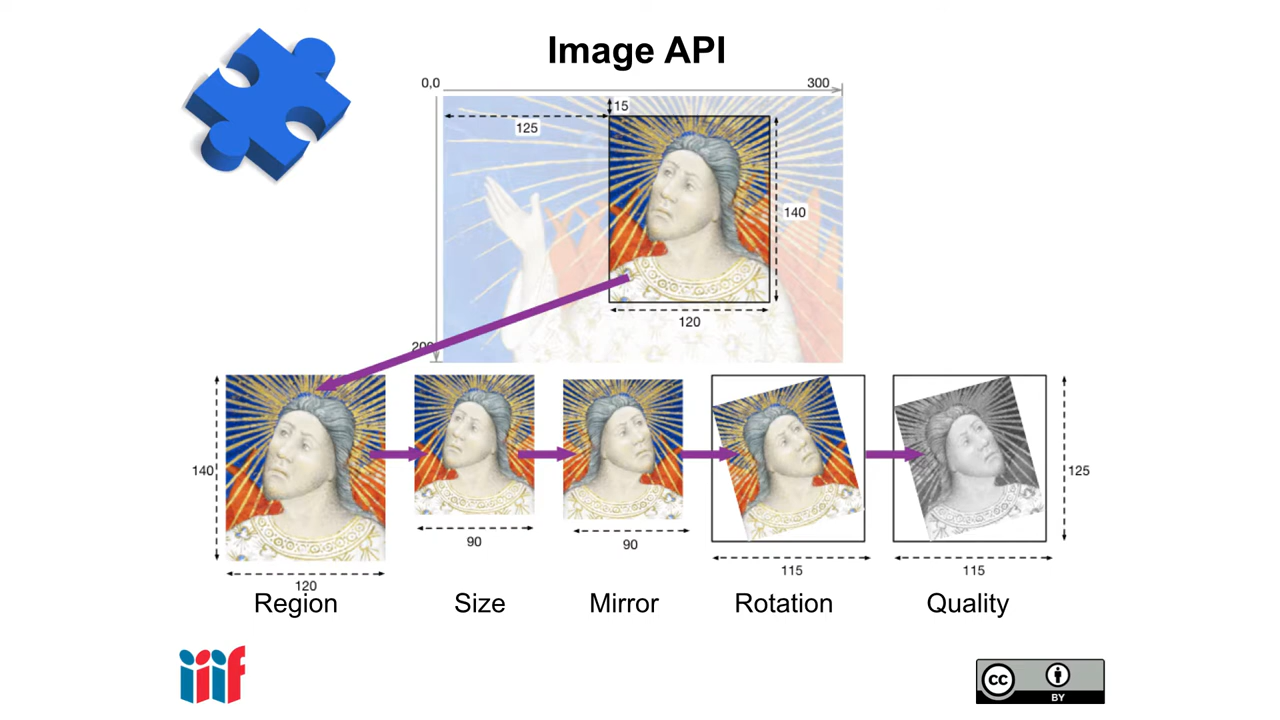 Image API
0,0
300
15
125
140
120
200
140
125
90
90
115
115
120
Region
Size
Mirror
Rotation
Quality
iiif
cc
BY